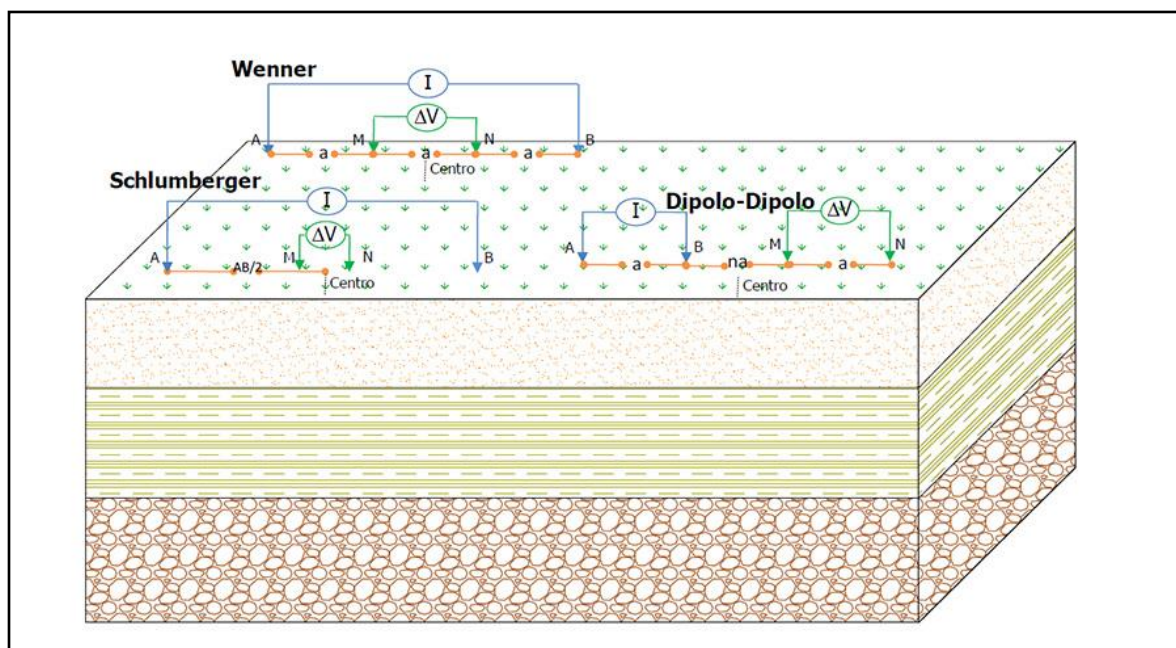 Wenner
I
ΔV
A M N B
a a a
Centro
Schlumberger
I
ΔV
A M N B
AB/2
Centro
Dipolo-Dipolo
I ΔV
A B M N
a na a
Centro